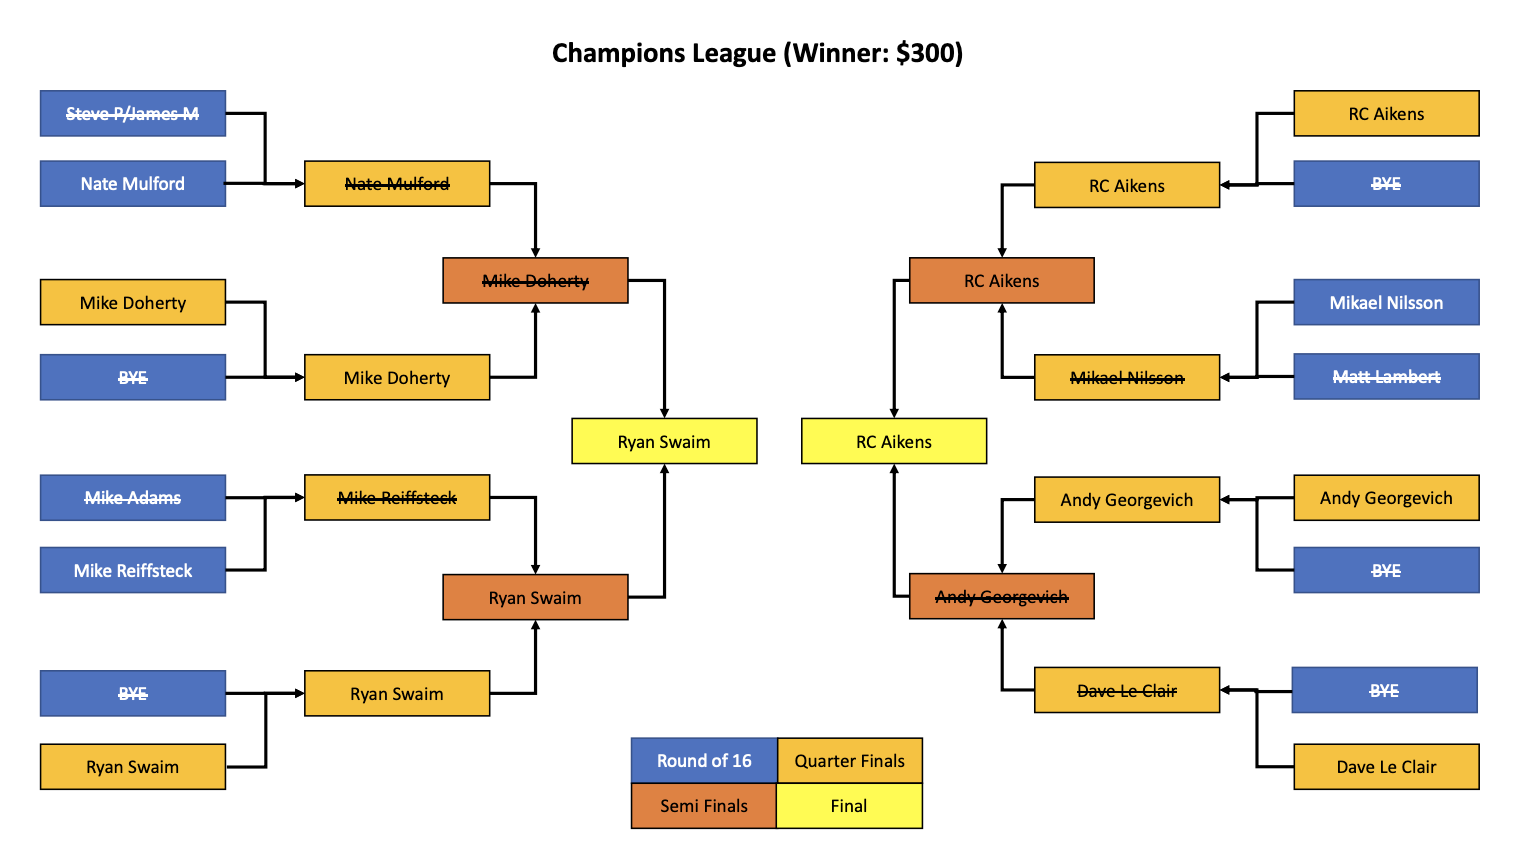 Champions League (Winner: $300)
Steve P/James M
Nate Mulford
Nate Mulford
Mike Doherty
Mike Doherty
BYE
Mike Doherty
Ryan Swaim
Mike Adams
Mike Reiffsteck
Mike Reiffsteck
Ryan Swaim
BYE
Ryan Swaim
Ryan Swaim
RC Aikens
RC Aikens
BYE
RC Aikens
Mikael Nilsson
Mikael Nilsson
Matt Lambert
RC Aikens
Andy Georgevich
Andy Georgevich
BYE
Andy Georgevich
Dave Le Clair
BYE
Dave Le Clair
Round of 16
Quarter Finals
Semi Finals
Final